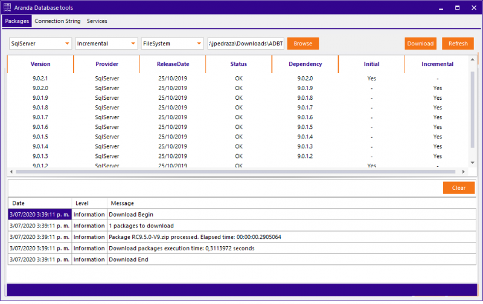 Aranda Database tools
Packages Connection String Services
SqlServer Incremental FileSystem :\jpedrazz\Downloads\ADBT Browse Download Refresh
Version Provider ReleaseDate Status Dependency Initial Incremental
9.0.2.1 SqlServer 25/10/2019 OK 9.0.2.0 Yes -
9.0.2.0 SqlServer 25/10/2019 OK 9.0.1.9 - Yes
9.0.1.9 SqlServer 25/10/2019 OK 9.0.1.8 - Yes
9.0.1.8 SqlServer 25/10/2019 OK 9.0.1.7 - Yes
9.0.1.7 SqlServer 25/10/2019 OK 9.0.1.6 - Yes
9.0.1.6 SqlServer 25/10/2019 OK 9.0.1.5 - Yes
9.0.1.5 SqlServer 25/10/2019 OK 9.0.1.4 - Yes
9.0.1.4 SqlServer 25/10/2019 OK 9.0.1.3 - Yes
9.0.1.3 SqlServer 25/10/2019 OK 9.0.1.2 - Yes
9.0.1.2 SqlServer 25/10/2019 OK Yes -
Clear
Date Level Message
3/07/2020 3:39:11 p. m. Information Download Begin
3/07/2020 3:39:11 p. m. Information 1 packages to download
3/07/2020 3:39:11 p. m. Information Package RC9.5.0-V9.zip processed. Elapsed time: 00:00:00.2905064
3/07/2020 3:39:11 p. m. Information Download packages execution time: 0,3113972 seconds
3/07/2020 3:39:11 p. m. Information Download End